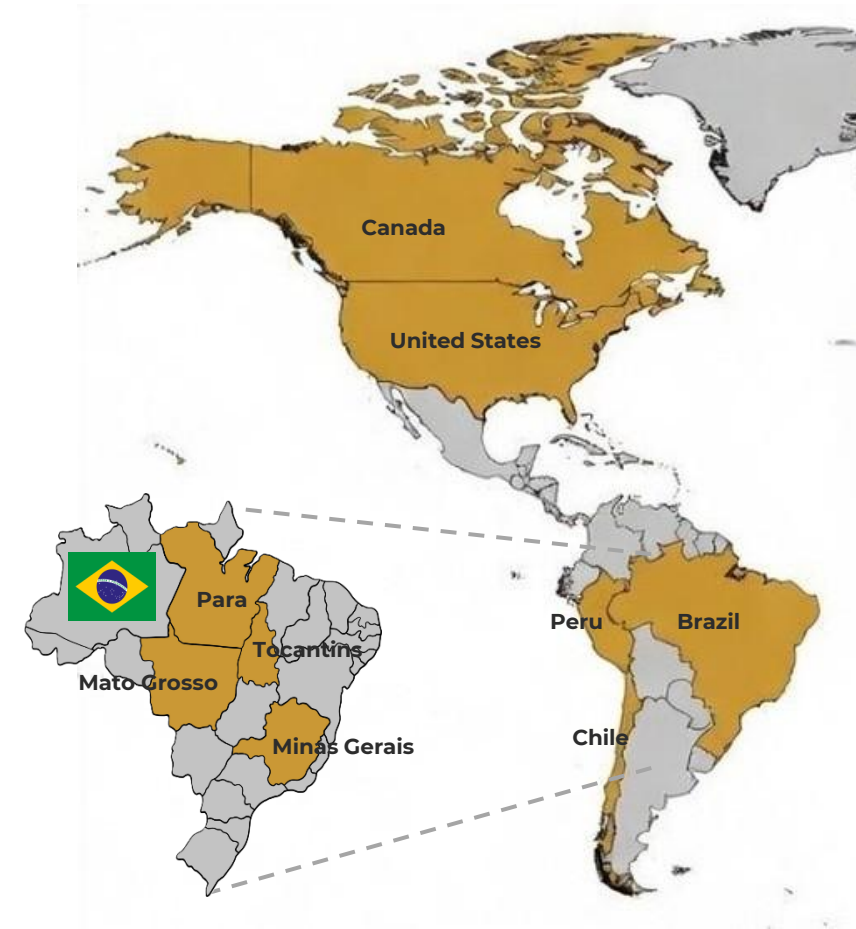 Canada
United States
Peru
Brazil
Chile
Para
Tocantins
Mato Grosso
Minas Gerais